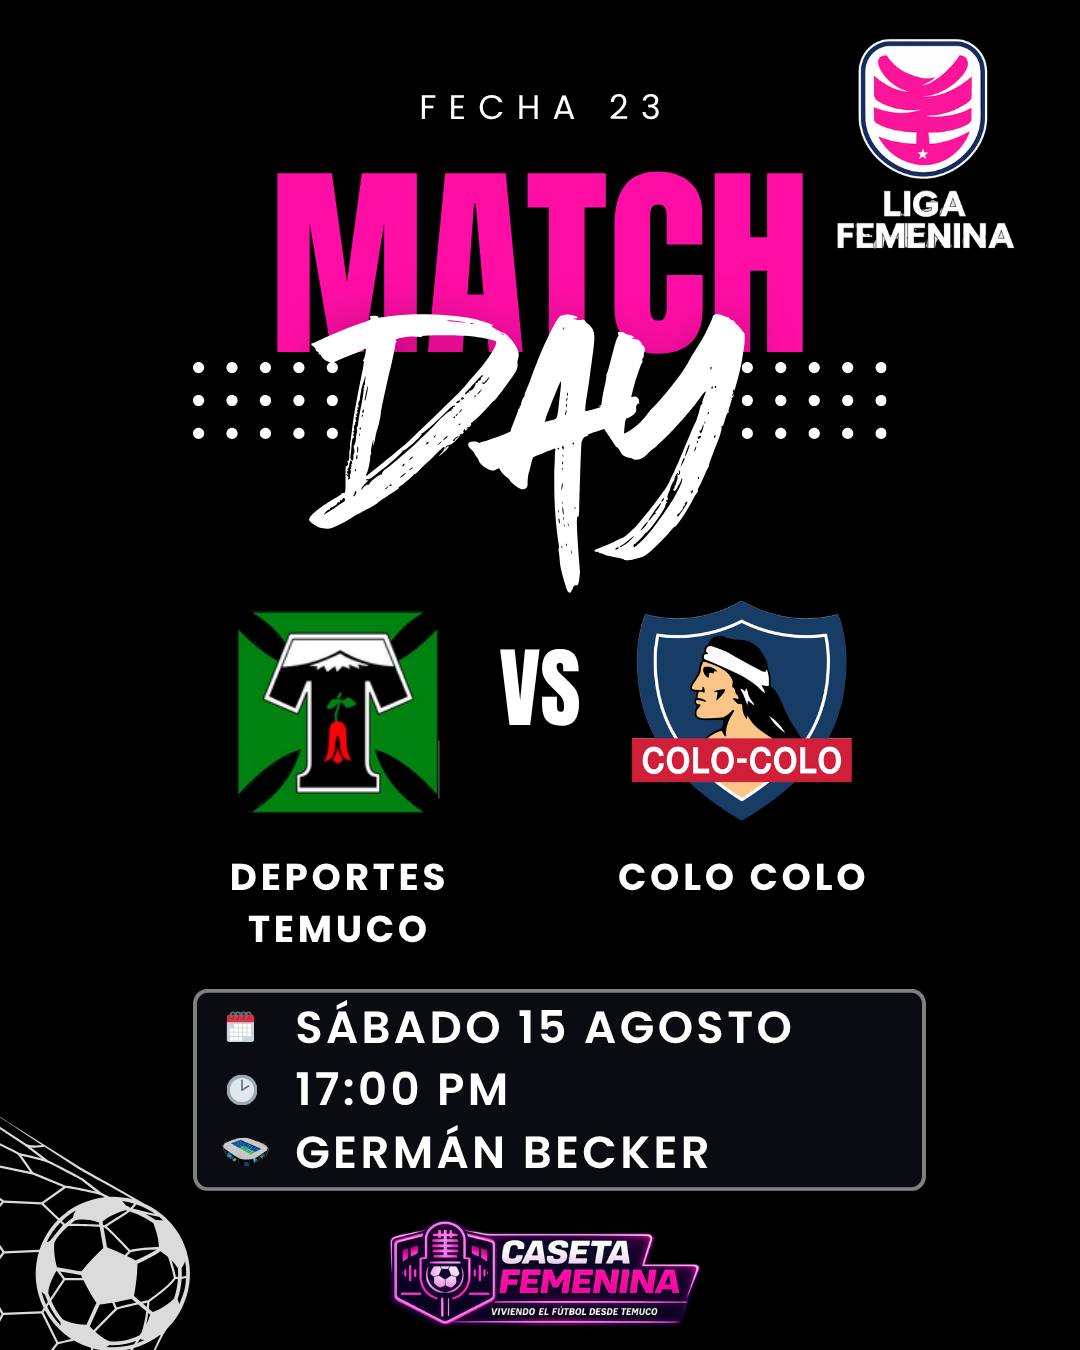 FECHA 23
LIGA
FEMENINA
MATCH
DAY
VS
COLO-COLO
DEPORTES
TEMUCO
COLO COLO
SÁBADO 15 AGOSTO
17:00 PM
GERMÁN BECKER
CASETA
FEMENINA
VIVIENDO EL FÚTBOL DESDE TEMUCO